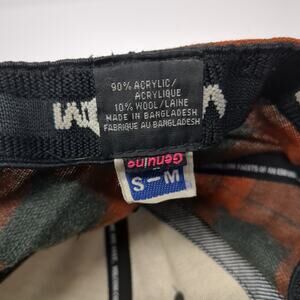 90% ACRYLIC/
ACRYLIQUE
10% WOOL/LAINE
MADE IN BANGLADESH
FABRIQUE AU BANGLADESH
Genuine
S-M